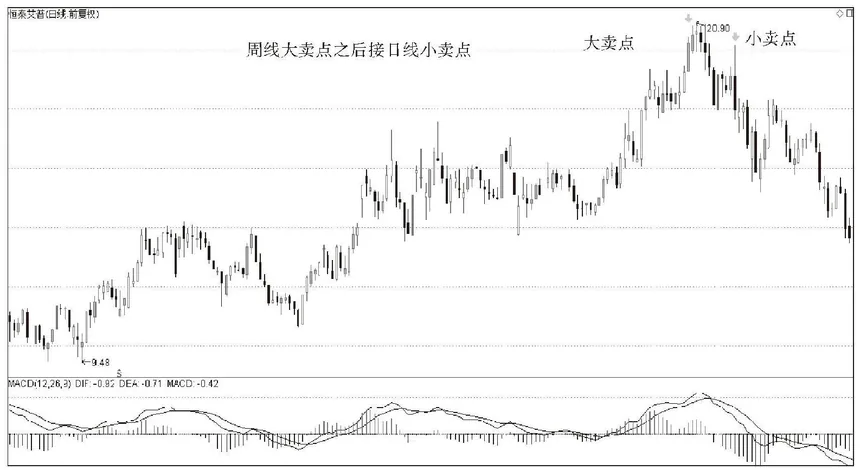 恒泰艾普(日线.前复权)
周线大卖点之后接口线小卖点
大卖点
20.90
小卖点
←9.48
S
MACD(12,26,9) DIF:-0.92 DEA:-0.71 MACD:-0.42